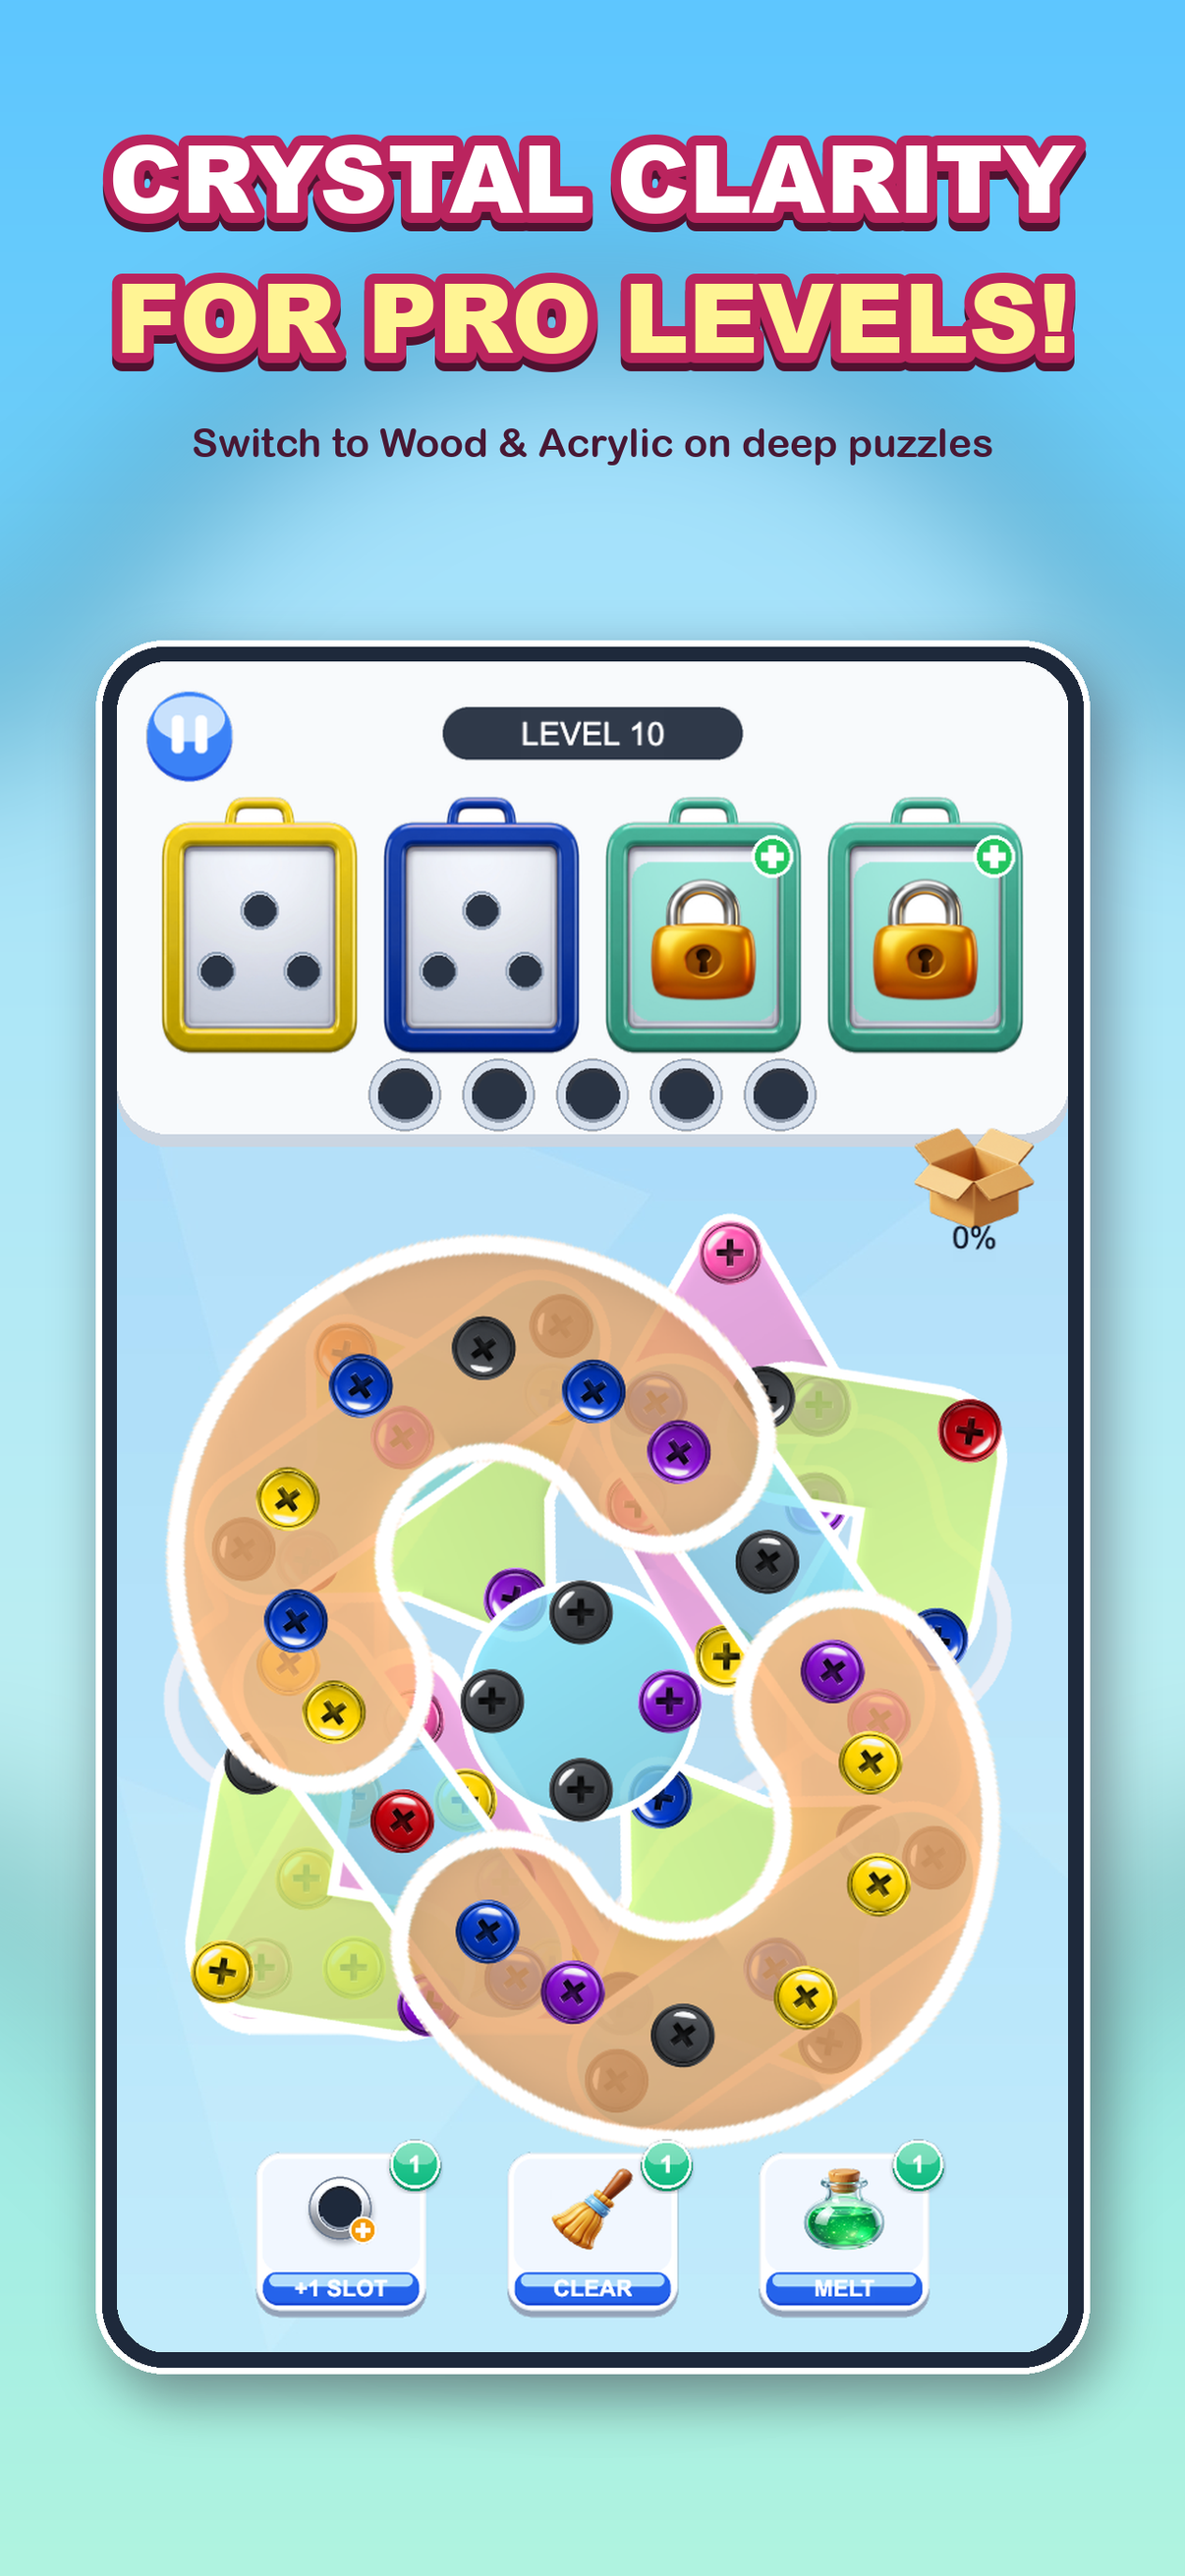 CRYSTAL CLARITY
FOR PRO LEVELS!
Switch to Wood & Acrylic on deep puzzles
LEVEL 10
0%
1
1
1
+1 SLOT
CLEAR
MELT